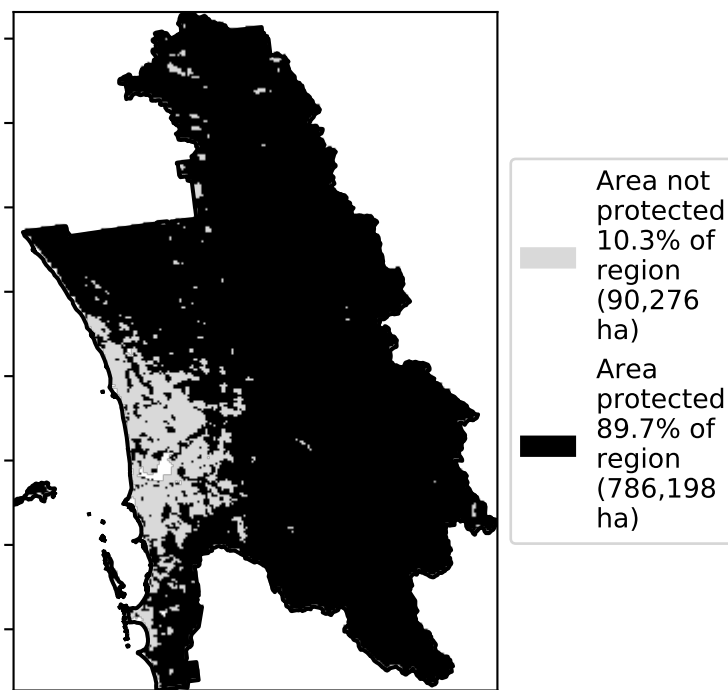 Area not
protected
10.3% of
region
(90,276
ha)
Area
protected
89.7% of
region
(786,198
ha)